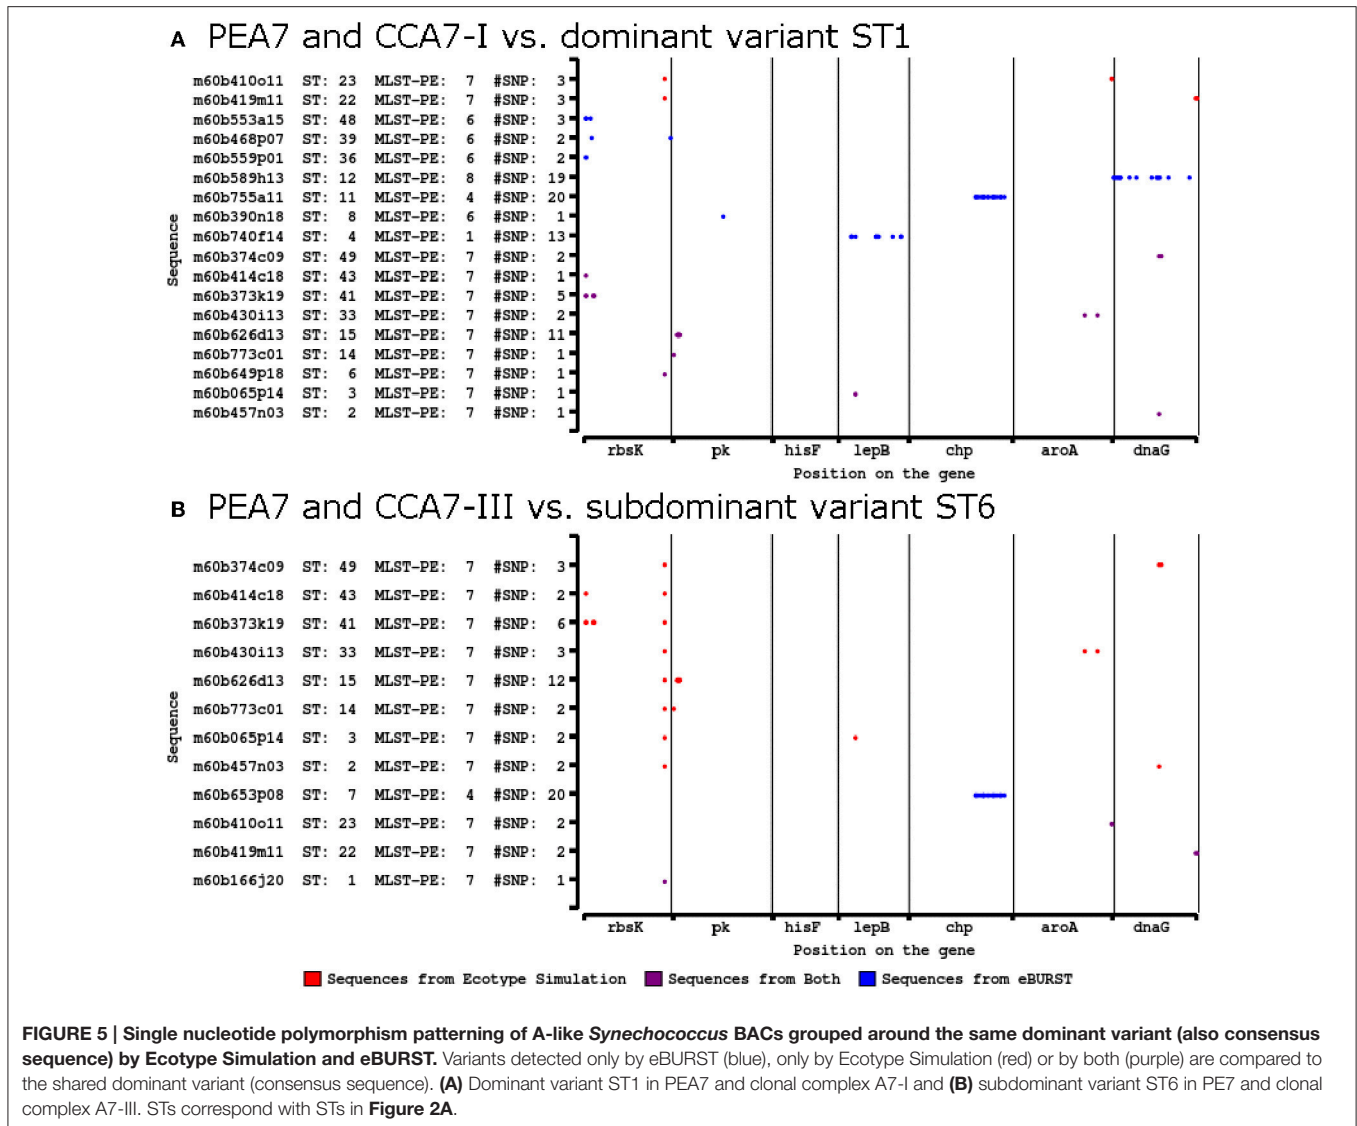 A PEA7 and CCA7-I vs. dominant variant ST1
m60b410o11 ST: 23 MLST-PE: 7 #SNP: 3
m60b419m11 ST: 22 MLST-PE: 7 #SNP: 3
m60b553a15 ST: 48 MLST-PE: 6 #SNP: 3
m60b468p07 ST: 39 MLST-PE: 6 #SNP: 2
m60b559p01 ST: 36 MLST-PE: 6 #SNP: 2
m60b589h13 ST: 12 MLST-PE: 8 #SNP: 19
m60b755a11 ST: 11 MLST-PE: 4 #SNP: 20
m60b390n18 ST: 8 MLST-PE: 6 #SNP: 1
m60b740f14 ST: 4 MLST-PE: 1 #SNP: 13
m60b374c09 ST: 49 MLST-PE: 7 #SNP: 2
m60b414c18 ST: 43 MLST-PE: 7 #SNP: 1
m60b373k19 ST: 41 MLST-PE: 7 #SNP: 5
m60b430i13 ST: 33 MLST-PE: 7 #SNP: 2
m60b626d13 ST: 15 MLST-PE: 7 #SNP: 11
m60b773c01 ST: 14 MLST-PE: 7 #SNP: 1
m60b649p18 ST: 6 MLST-PE: 7 #SNP: 1
m60b065p14 ST: 3 MLST-PE: 7 #SNP: 1
m60b457n03 ST: 2 MLST-PE: 7 #SNP: 1
Sequence
rbsK pk hisF lepB chp aroA dnaG
Position on the gene
B PEA7 and CCA7-III vs. subdominant variant ST6
m60b374c09 ST: 49 MLST-PE: 7 #SNP: 3
m60b414c18 ST: 43 MLST-PE: 7 #SNP: 2
m60b373k19 ST: 41 MLST-PE: 7 #SNP: 6
m60b430i13 ST: 33 MLST-PE: 7 #SNP: 3
m60b626d13 ST: 15 MLST-PE: 7 #SNP: 12
m60b773c01 ST: 14 MLST-PE: 7 #SNP: 2
m60b065p14 ST: 3 MLST-PE: 7 #SNP: 2
m60b457n03 ST: 2 MLST-PE: 7 #SNP: 2
m60b653p08 ST: 7 MLST-PE: 4 #SNP: 20
m60b410o11 ST: 23 MLST-PE: 7 #SNP: 2
m60b419m11 ST: 22 MLST-PE: 7 #SNP: 2
m60b166j20 ST: 1 MLST-PE: 7 #SNP: 1
Sequence
rbsK pk hisF lepB chp aroA dnaG
Position on the gene
Sequences from Ecotype Simulation Sequences from Both Sequences from eBURST
FIGURE 5 | Single nucleotide polymorphism patterning of A-like Synechococcus BACs grouped around the same dominant variant (also consensus
sequence) by Ecotype Simulation and eBURST. Variants detected only by eBURST (blue), only by Ecotype Simulation (red) or by both (purple) are compared to
the shared dominant variant (consensus sequence). (A) Dominant variant ST1 in PEA7 and clonal complex A7-I and (B) subdominant variant ST6 in PE7 and clonal
complex A7-III. STs correspond with STs in Figure 2A.